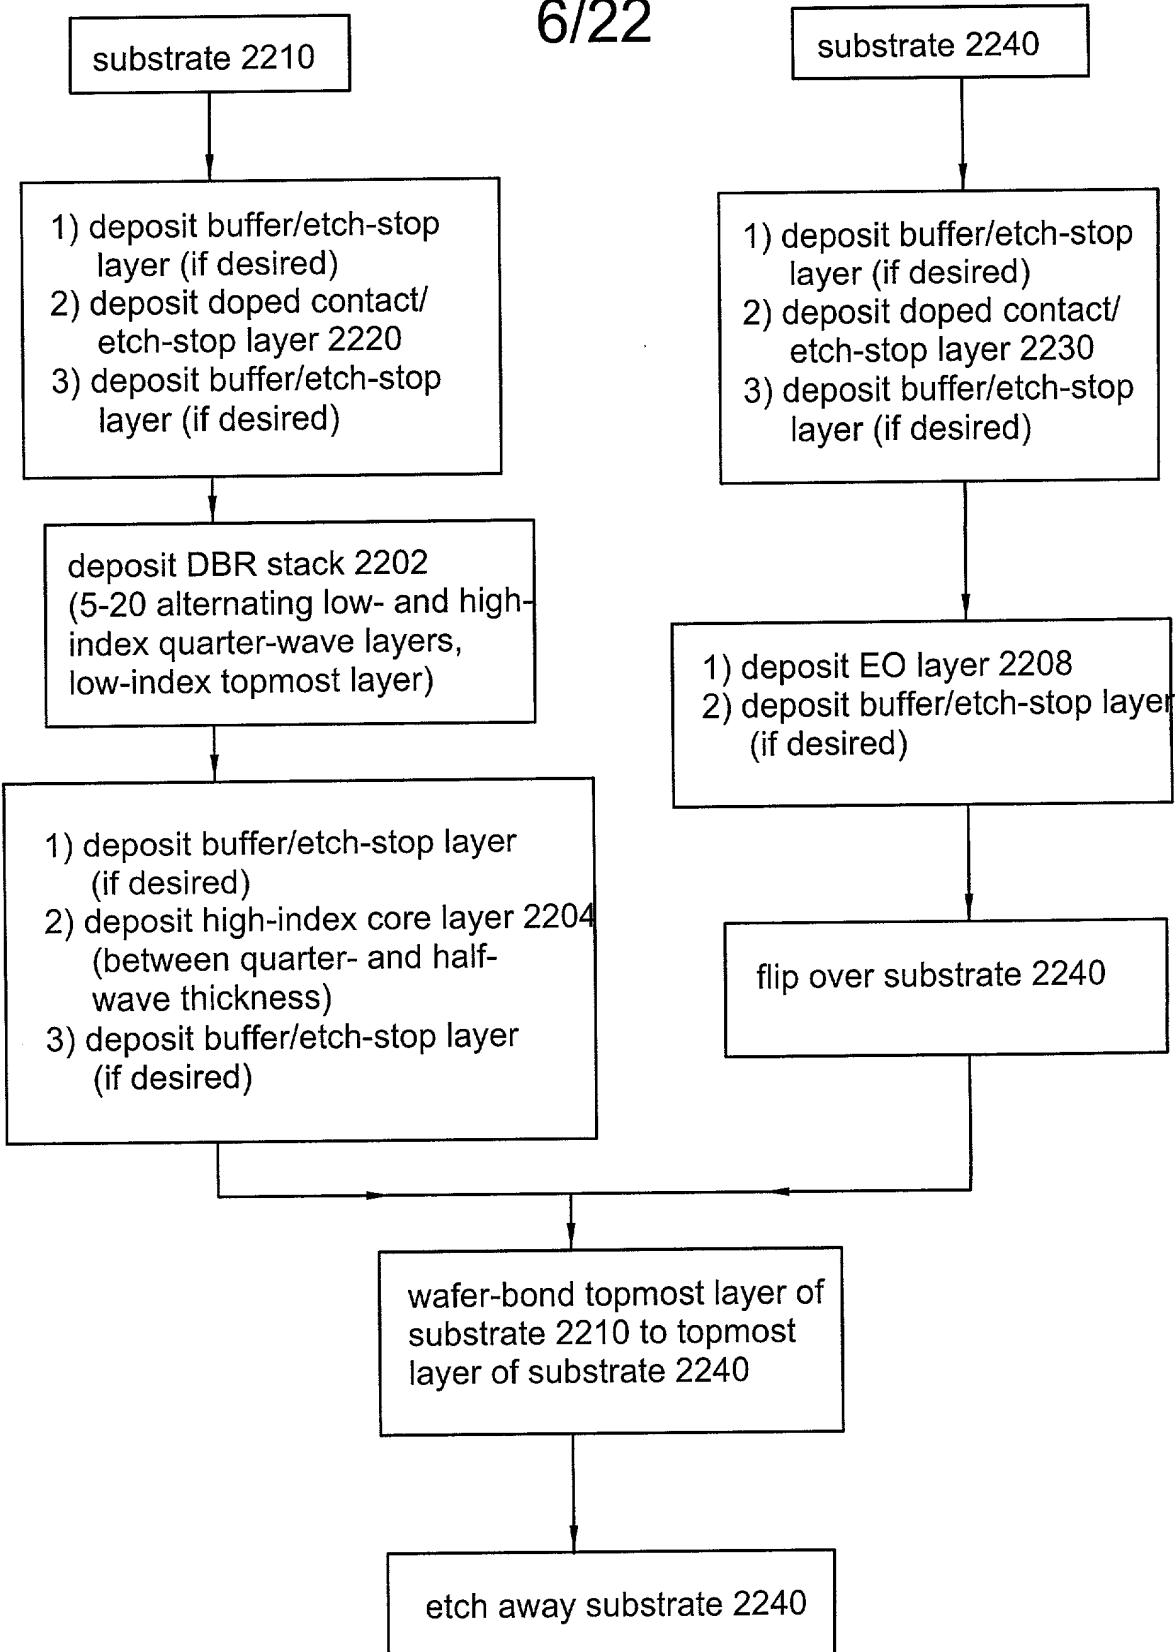 6/22
substrate 2210
1) deposit buffer/etch-stop
layer (if desired)
2) deposit doped contact/
etch-stop layer 2220
3) deposit buffer/etch-stop
layer (if desired)
deposit DBR stack 2202
(5-20 alternating low- and high-
index quarter-wave layers,
low-index topmost layer)
1) deposit buffer/etch-stop layer
(if desired)
2) deposit high-index core layer 2204
(between quarter- and half-
wave thickness)
3) deposit buffer/etch-stop layer
(if desired)
substrate 2240
1) deposit buffer/etch-stop
layer (if desired)
2) deposit doped contact/
etch-stop layer 2230
3) deposit buffer/etch-stop
layer (if desired)
1) deposit EO layer 2208
2) deposit buffer/etch-stop layer
(if desired)
flip over substrate 2240
wafer-bond topmost layer of
substrate 2210 to topmost
layer of substrate 2240
etch away substrate 2240